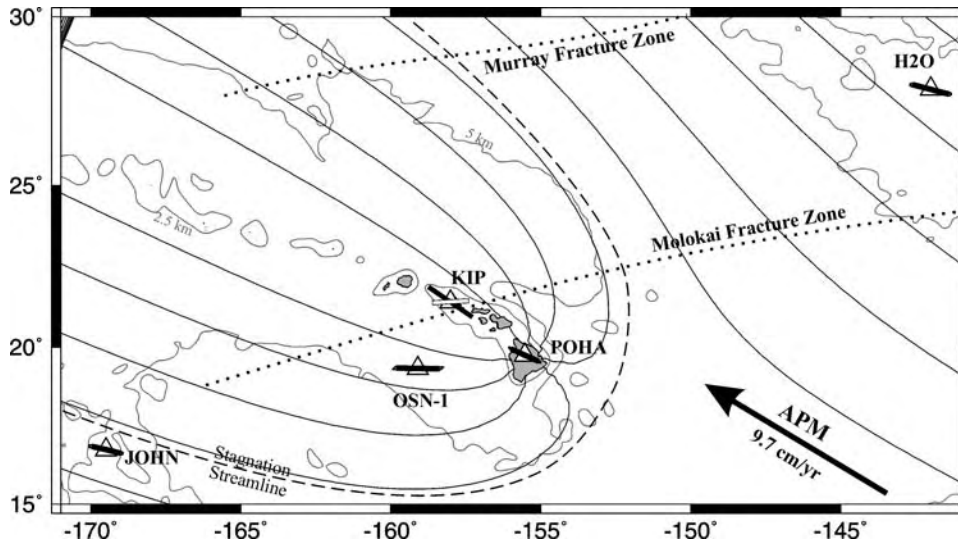 30°
25°
20°
15°
-170
-165
-160
-155
-150
-145
Murray Fracture Zone
H2O
5 km
2.5 km
Molokai Fracture Zone
KIP
POHA
OSN-1
APM
9.7 cm/yr
JOHN
Stagnation
Streamline